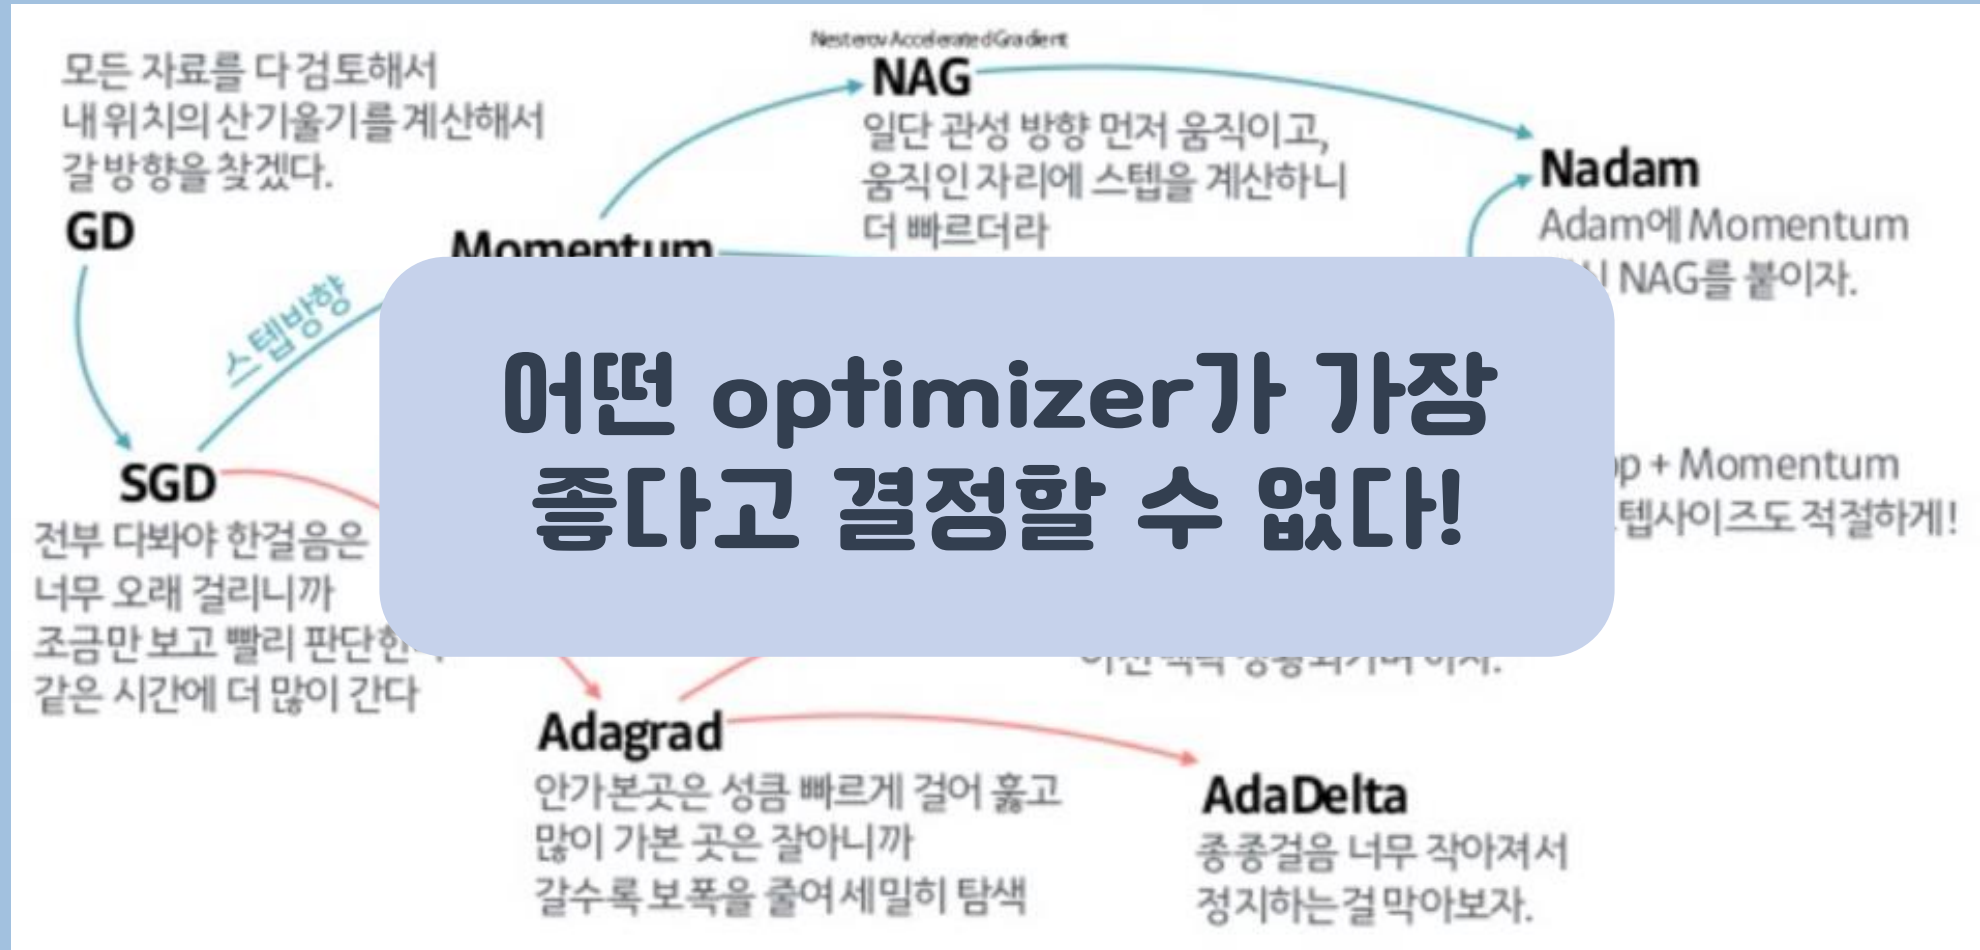 모든 자료를 다 검토해서
내 위치의 산기울기를 계산해서
갈 방향을 찾겠다.
GD
스텝방향
Momentum
Nesterov Accelerated Gradient
NAG
일단 관성 방향 먼저 움직이고,
움직인 자리에 스텝을 계산하니
더 빠르더라
Nadam
Adam에 Momentum
NAG를 붙이자.
어떤 optimizer가 가장
좋다고 결정할 수 없다!
+ Momentum
적절하게!
SGD
전부 다봐야 한걸음은
너무 오래 걸리니까
조금만 보고 빨리
같은 시간에 더 많이 간다
Adagrad
안가본곳은 성큼 빠르게 걸어 훓고
많이 가본 곳은 잘아니까
갈수록 보폭을 줄여 세밀히 탐색
AdaDelta
종종걸음 너무 작아져서
정지하는걸 막아보자.